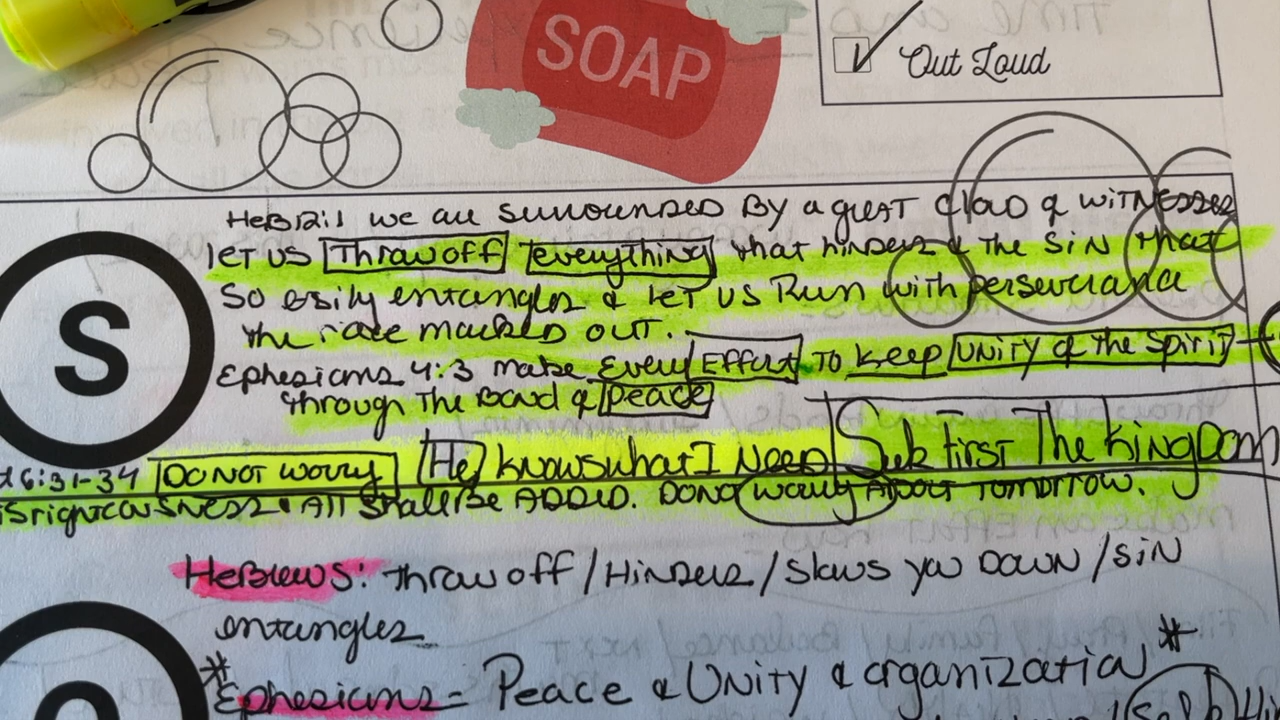 SOAP
Out Loud
HeB12:1 we are surrounded By a great cloud & witnesses
let us Throw off everything that hinders & the sin that
So easily entangles & let us Run with perseverance
the race marked out.
S
Ephesians 4:3 make Every Effort to keep unity of the spirit
through the bond of peace
6:31-34 Do not worry He knows what I need Seek First The Kingdom
righteousness. All shall be ADDED. DONOT worry about tomorrow.
Hebrews: throw off / Hinders / slows you down / sin
entangles
*Ephesians = Peace & Unity & organization*